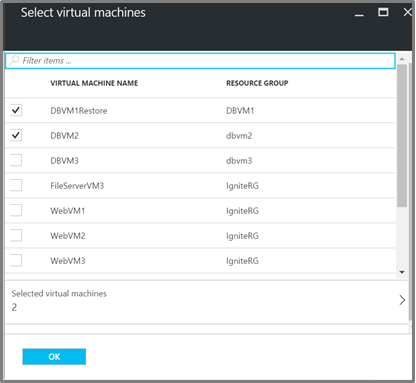 Select virtual machines
Filter items ...
VIRTUAL MACHINE NAME RESOURCE GROUP
DBVM1Restore DBVM1
DBVM2 dbvm2
DBVM3 dbvm3
FileServerVM3 IgniteRG
WebVM1 IgniteRG
WebVM2 IgniteRG
WebVM3 IgniteRG
Selected virtual machines
2
OK